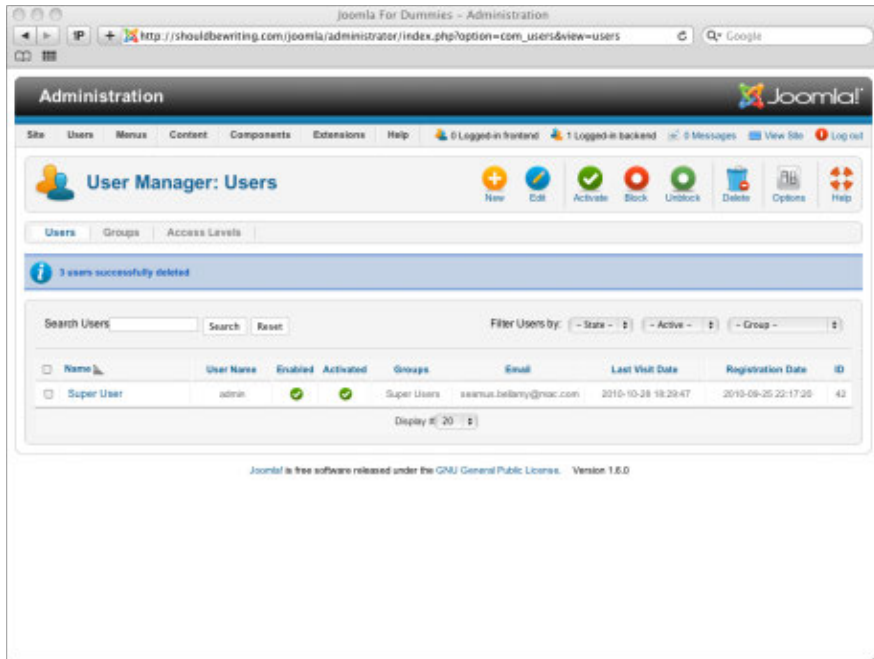 Joomla For Dummies – Administration
http://shouldbewriting.com/joomla/administrator/index.php?option=com_users&view=users
Google
Administration
Joomla!
Site Users Menus Content Components Extensions Help 0 Logged-in frontend 1 Logged-in backend 0 Messages View Site Log out
User Manager: Users
New Edit Activate Block Unblock Delete Options Help
Users Groups Access Levels
3 users successfully deleted
Search Users Search Reset Filter Users by: - State - - Active - - Group -
Name User Name Enabled Activated Groups Email Last Visit Date Registration Date ID
Super User admin Super Users seamus.bellamy@mac.com 2010-10-28 18:29:47 2010-09-25 22:17:26 42
Display # 20
Joomla! is free software released under the GNU General Public License. Version 1.6.0